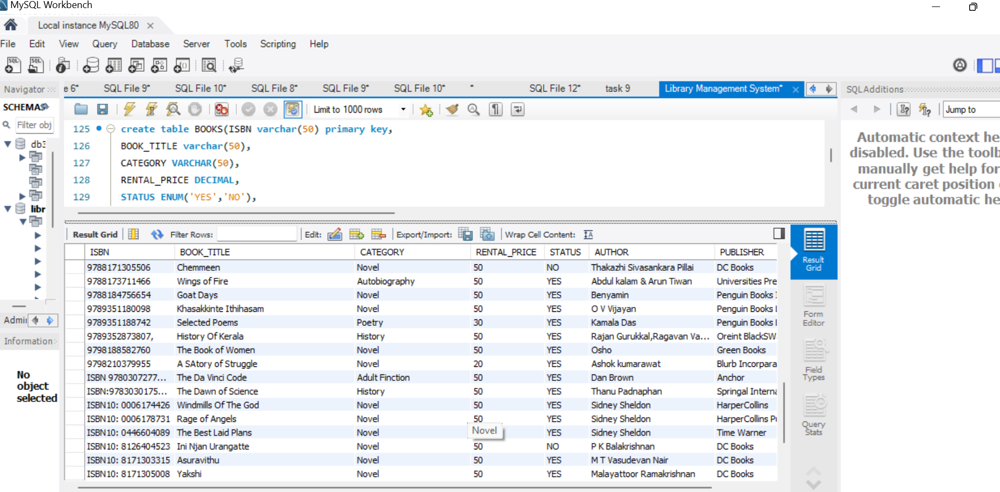 MySQL Workbench
Local instance MySQL80
File Edit View Query Database Server Tools Scripting Help
Navigator
e 6* SQL File 9* SQL File 10* SQL File 8* SQL File 9* SQL File 10* * SQL File 12* task 9 Library Management System*
SQLAdditions
SCHEMAS
Limit to 1000 rows
Jump to
Filter obj
125 create table BOOKS(ISBN varchar(50) primary key,
126 BOOK_TITLE varchar(50),
127 CATEGORY VARCHAR(50),
128 RENTAL_PRICE DECIMAL,
129 STATUS ENUM('YES','NO'),
db3
libr
Automatic context he
disabled. Use the toolb
manually get help for
current caret position
toggle automatic he
Result Grid Filter Rows: Edit: Export/Import: Wrap Cell Content:
ISBN BOOK_TITLE CATEGORY RENTAL_PRICE STATUS AUTHOR PUBLISHER
9788171305506 Chemmeen Novel 50 NO Thakazhi Sivasankara Pillai DC Books
9788173711466 Wings of Fire Autobiography 50 YES Abdul kalam & Arun Tiwan Universities Pre
9788184756654 Goat Days Novel 50 YES Benyamin Penguin Books I
9789351180098 Khasakkinte Ithihasam Novel 50 YES O V Vijayan Penguin Books I
9789351188742 Selected Poems Poetry 30 YES Kamala Das Penguin Books I
9789352873807, History Of Kerala History 50 YES Rajan Gurukkal,Ragavan Va... Oreint BlackSW
9798188582760 The Book of Women Novel 50 YES Osho Green Books
9798210379955 A SAtory of Struggle Novel 20 YES Ashok kumarawat Blurb Incorpara
ISBN 9780307277... The Da Vinci Code Adult Finction 50 YES Dan Brown Anchor
ISBN:9783030175... The Dawn of Science History 50 YES Thanu Padnaphan Springal Interna
ISBN10: 0006174426 Windmills Of The God Novel 50 YES Sidney Sheldon HarperCollins
ISBN10: 0006178731 Rage of Angels Novel 50 YES Sidney Sheldon HarperCollins Pu
ISBN10: 0446604089 The Best Laid Plans Novel YES Sidney Sheldon Time Warner
Novel
ISBN10: 8126404523 Ini Njan Urangatte Novel 50 NO P K Balakrishnan DC Books
ISBN10: 8171303315 Asuravithu Novel 50 YES M T Vasudevan Nair DC Books
ISBN10: 8171305008 Yakshi Novel 50 YES Malayattoor Ramakrishnan DC Books
Result
Grid
Form
Editor
Field
Types
Query
Stats
Admi
Information
No
object
selected